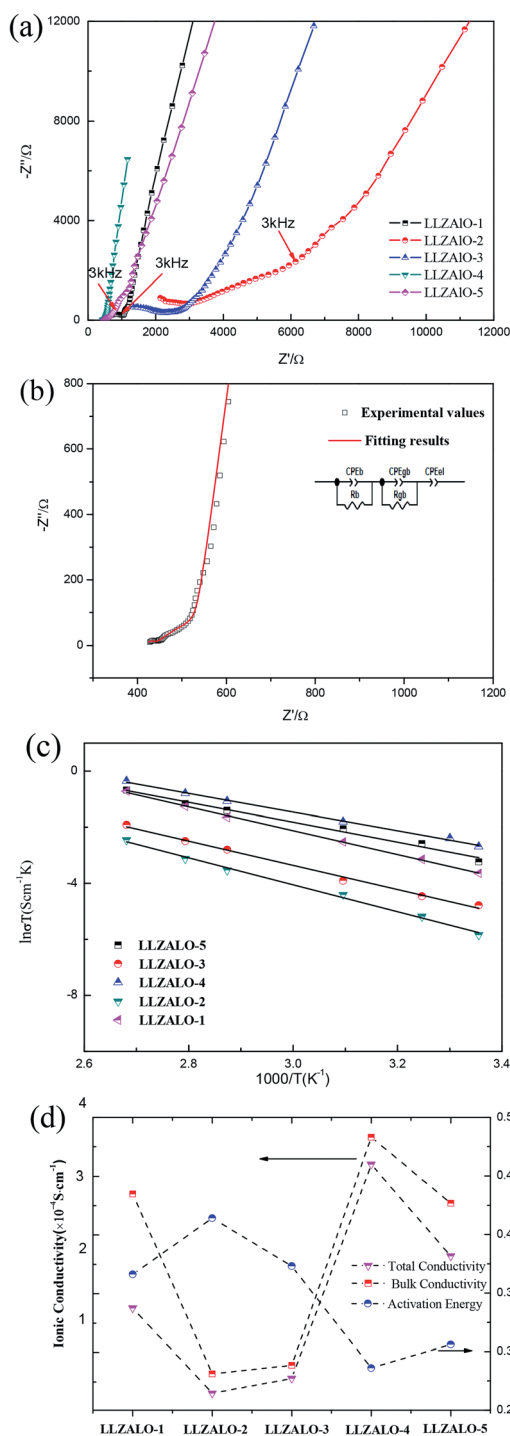 (a)
12000
8000
4000
0
-Z''/Ω
3kHz
3kHz
3kHz
LLZAlO-1
LLZAlO-2
LLZAlO-3
LLZAlO-4
LLZAlO-5
0 2000 4000 6000 8000 10000 12000
Z'/Ω
(b)
800
600
400
200
0
-Z''/Ω
Experimental values
Fitting results
CPEb CPEgb CPEel
Rb Rgb
400 600 800 1000 1200
Z'/Ω
(c)
0
-4
-8
lnσT(Scm⁻¹K)
LLZALO-5
LLZALO-3
LLZALO-4
LLZALO-2
LLZALO-1
2.6 2.8 3.0 3.2 3.4
1000/T(K⁻¹)
(d)
4
3
2
1
Ionic Conductivity(×10⁻⁴S·cm⁻¹)
0.5
0.4
0.4
0.3
0.3
0.2
Total Conductivity
Bulk Conductivity
Activation Energy
LLZALO-1 LLZALO-2 LLZALO-3 LLZALO-4 LLZALO-5